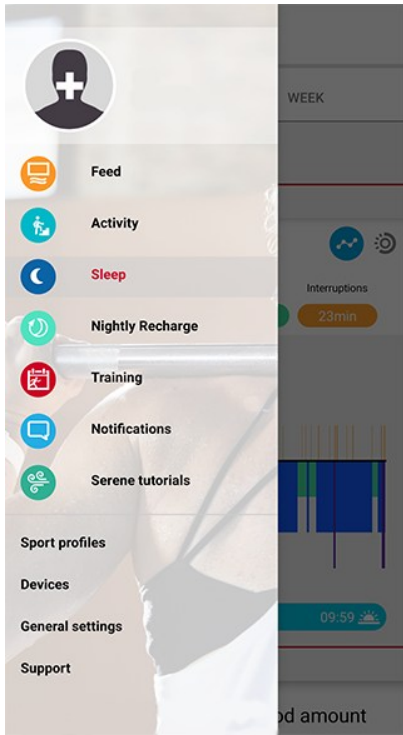 WEEK
Feed
Activity
Sleep
Interruptions
23min
Nightly Recharge
Training
Notifications
Serene tutorials
Sport profiles
Devices
General settings
09:59
Support
amount